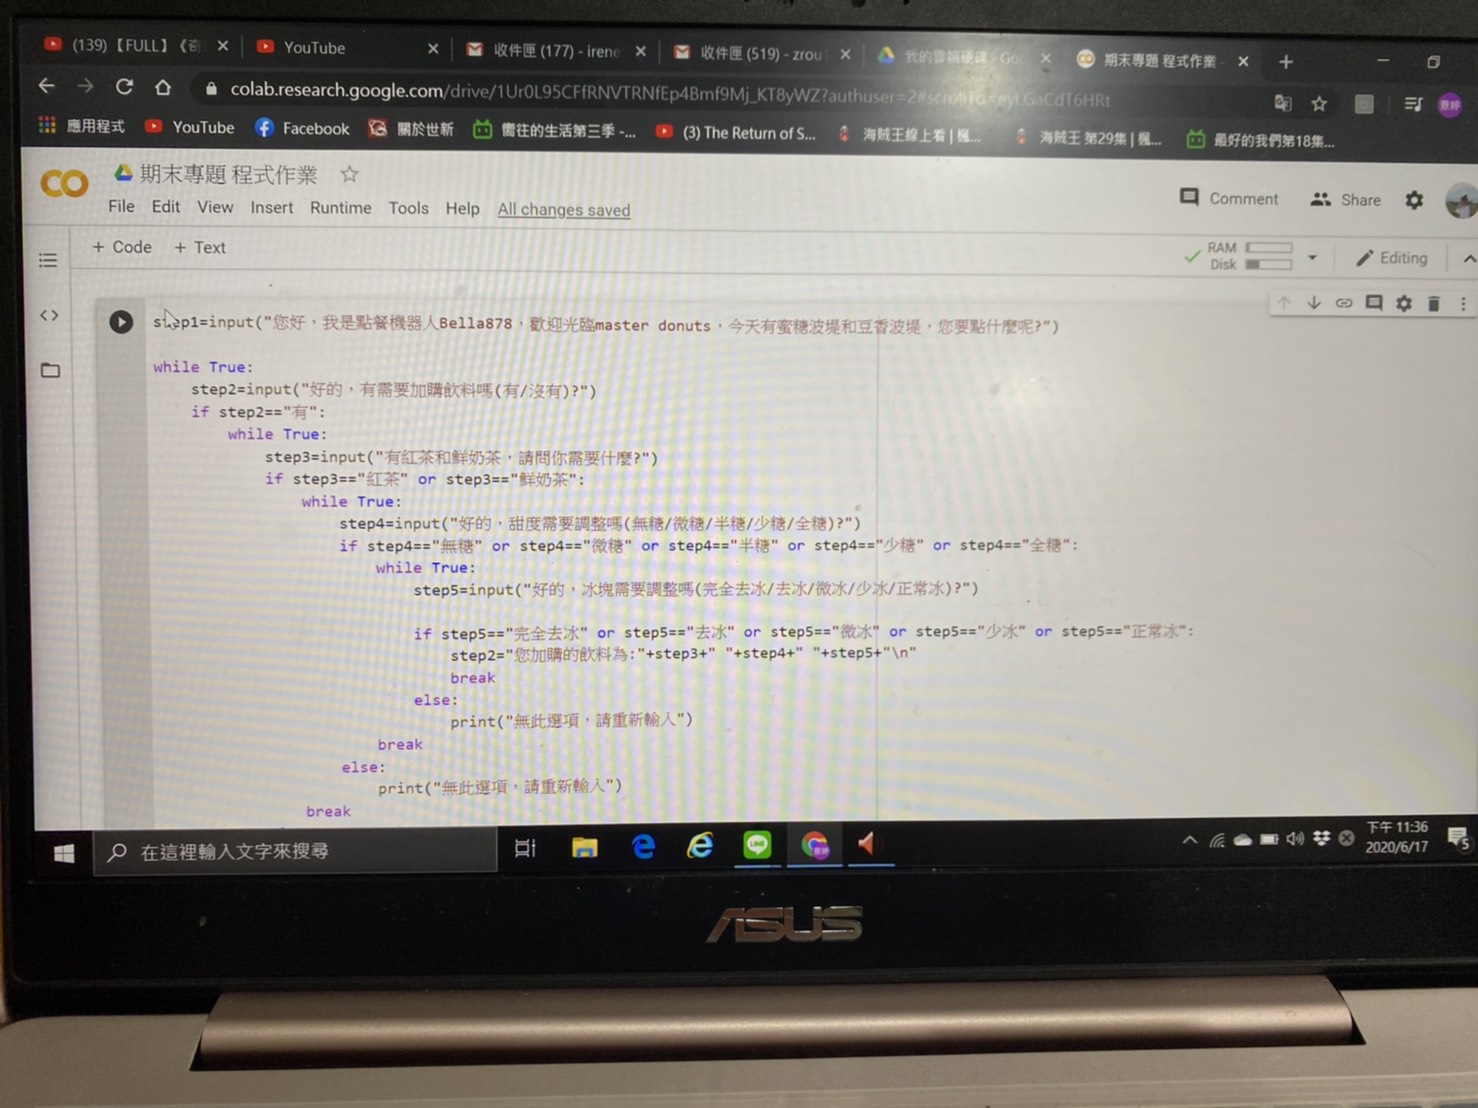 (139)【FULL】《奇
YouTube
收件匣 (177) - irene
收件匣 (519) - zrou
我的雲端硬碟 - Go
期末專題 程式作業 -
colab.research.google.com/drive/1Ur0L95CFfRNVTRNfEp4Bmf9Mj_KT8yWZ?authuser=2#scrollTo=eyLGaCdT6HRt
應用程式
YouTube
Facebook
關於世新
嚮往的生活第三季 -...
(3) The Return of S...
海賊王線上看 | 楓...
海賊王 第29集 | 楓...
最好的我們第18集...
CO
期末專題 程式作業
File Edit View Insert Runtime Tools Help All changes saved
Comment
Share
+ Code + Text
RAM
Disk
Editing
step1=input("您好，我是點餐機器人Bella878，歡迎光臨master donuts，今天有蜜糖波堤和豆香波堤，您要點什麼呢?")
while True:
step2=input("好的，有需要加購飲料嗎(有/沒有)?")
if step2=="有":
while True:
step3=input("有紅茶和鮮奶茶，請問你需要什麼?")
if step3=="紅茶" or step3=="鮮奶茶":
while True:
step4=input("好的，甜度需要調整嗎(無糖/微糖/半糖/少糖/全糖)?")
if step4=="無糖" or step4=="微糖" or step4=="半糖" or step4=="少糖" or step4=="全糖":
while True:
step5=input("好的，冰塊需要調整嗎(完全去冰/去冰/微冰/少冰/正常冰)?")
if step5=="完全去冰" or step5=="去冰" or step5=="微冰" or step5=="少冰" or step5=="正常冰":
step2="您加購的飲料為:"+step3+" "+step4+" "+step5+"\n"
break
else:
print("無此選項，請重新輸入")
break
else:
print("無此選項，請重新輸入")
break
在這裡輸入文字來搜尋
下午 11:36
2020/6/17
5
ASUS